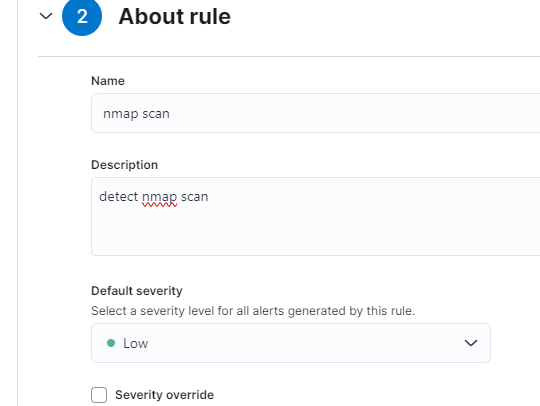 2 About rule
Name
nmap scan
Description
detect nmap scan
Default severity
Select a severity level for all alerts generated by this rule.
Low
Severity override